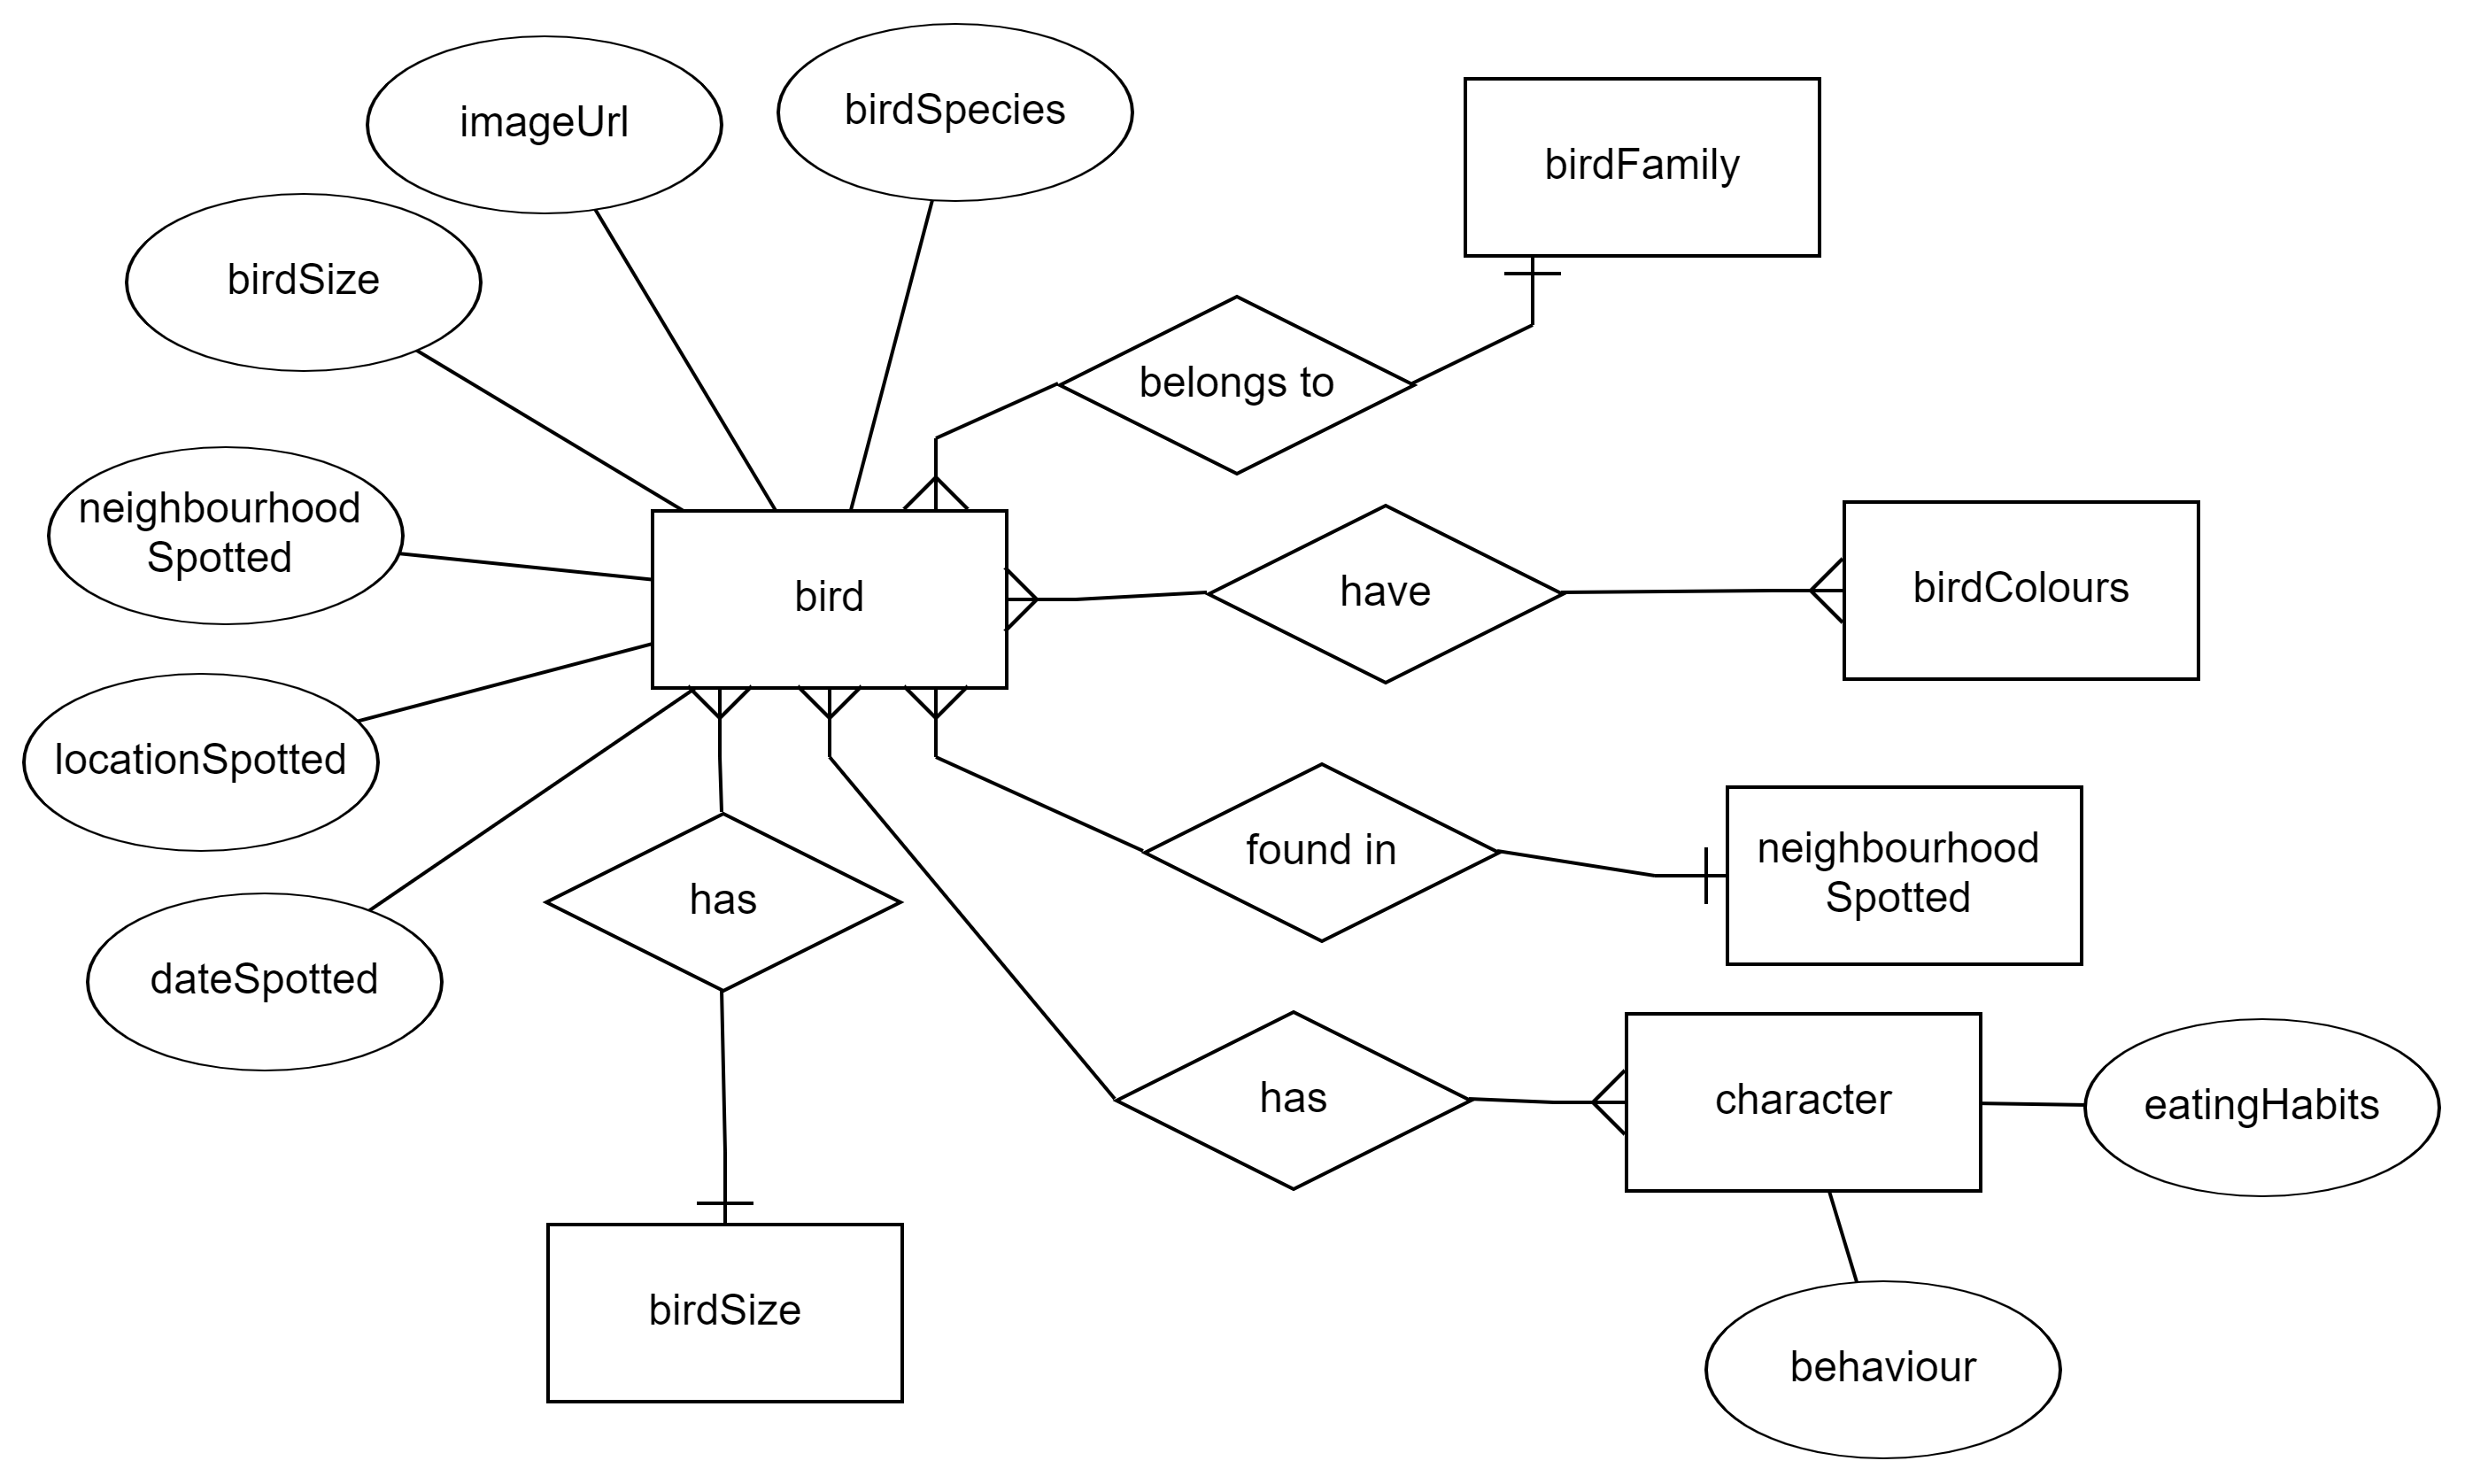 imageUrl
birdSpecies
birdFamily
birdSize
belongs to
neighbourhood
Spotted
bird
have
birdColours
locationSpotted
found in
neighbourhood
Spotted
has
dateSpotted
has
character
eatingHabits
birdSize
behaviour